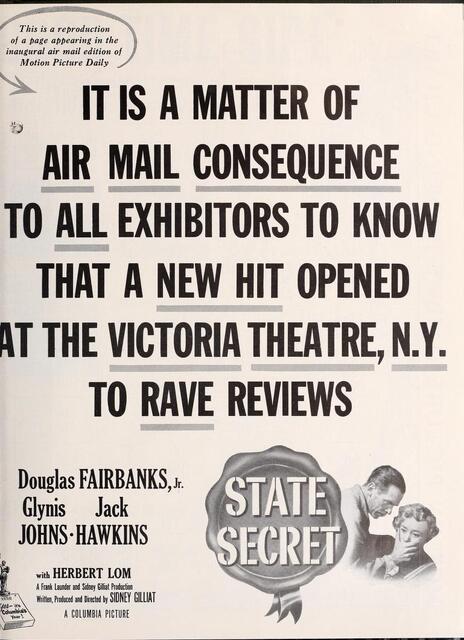 This is a reproduction
of a page appearing in the
inaugural air mail edition of
Motion Picture Daily
IT IS A MATTER OF
AIR MAIL CONSEQUENCE
TO ALL EXHIBITORS TO KNOW
THAT A NEW HIT OPENED
AT THE VICTORIA THEATRE, N.Y.
TO RAVE REVIEWS
Douglas FAIRBANKS, Jr.
Glynis Jack
JOHNS · HAWKINS
with HERBERT LOM
A Frank Launder and Sidney Gilliat Production
Written, Produced and Directed by SIDNEY GILLIAT
A COLUMBIA PICTURE
STATE
SECRET
it's
Columbia's
Year!